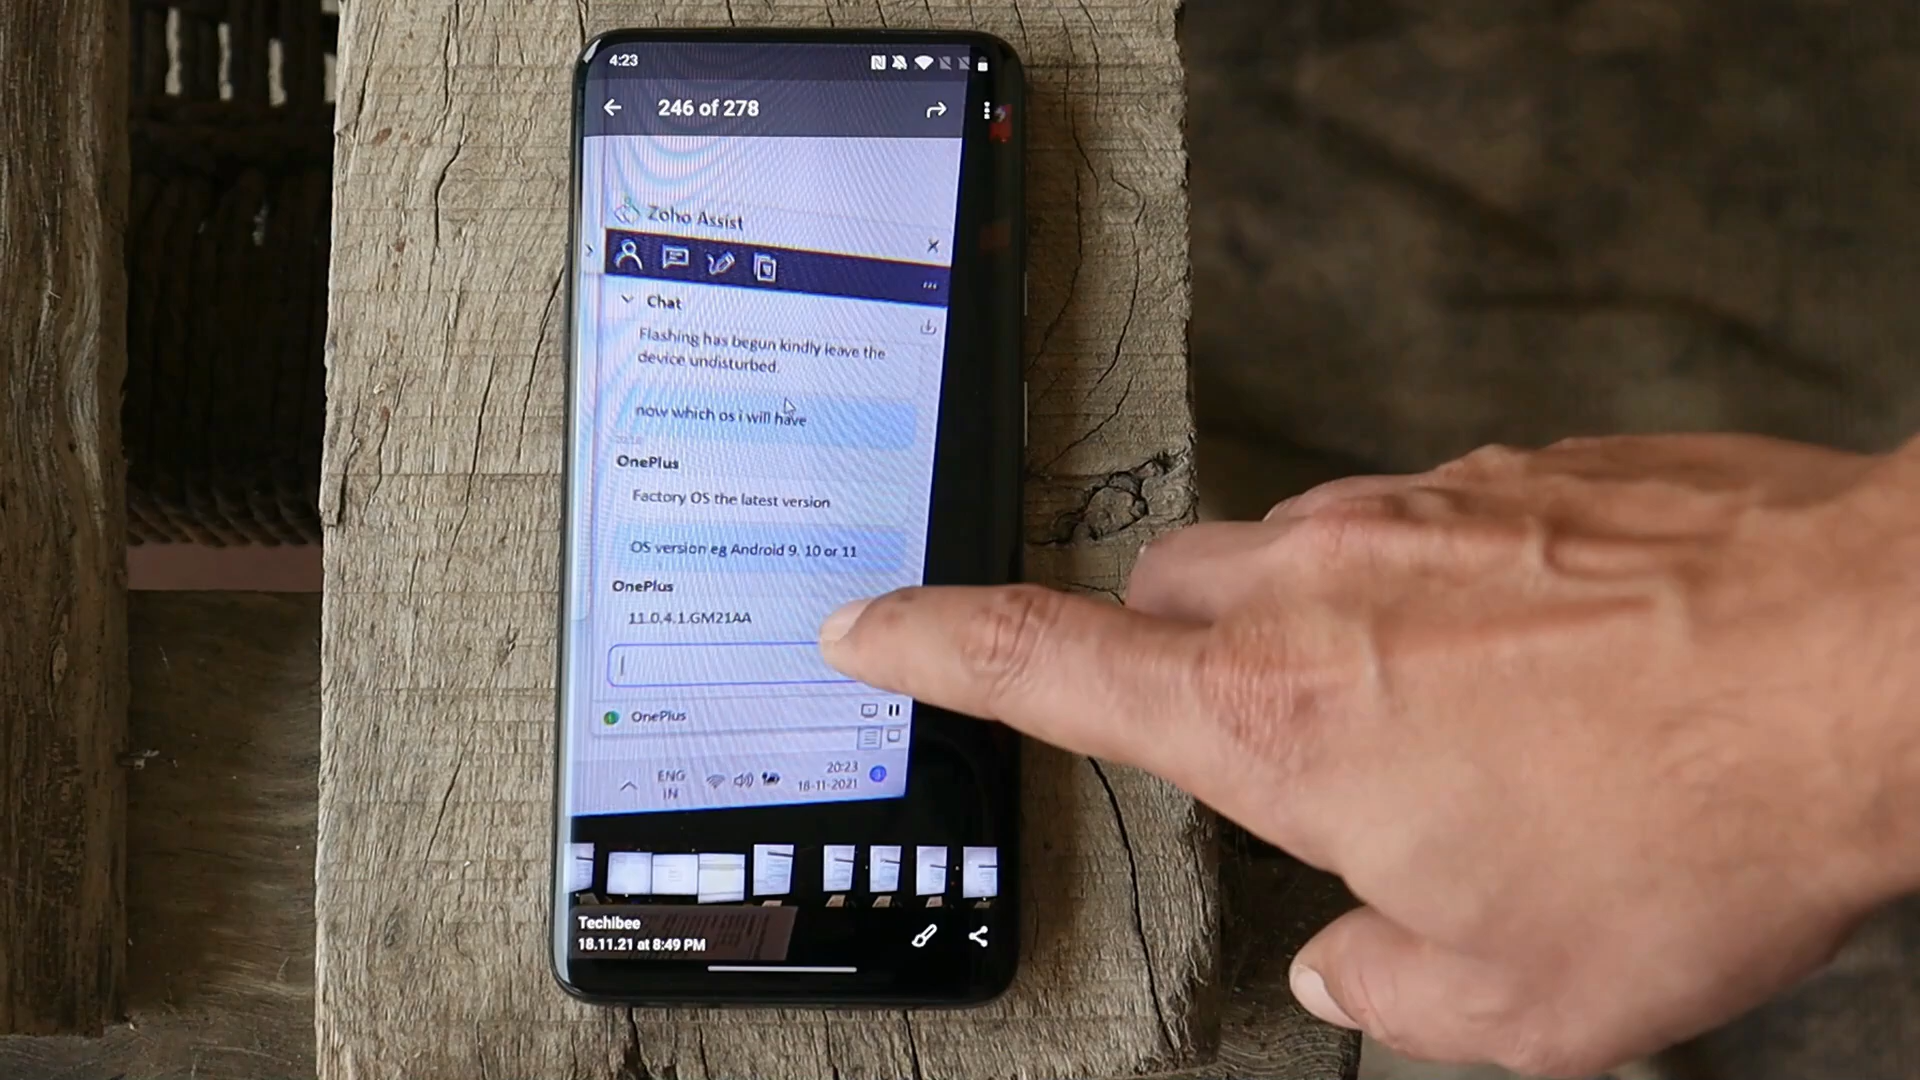 4:23
246 of 278
Zoho Assist
Chat
Flashing has begun kindly leave the
device undisturbed.
now which os i will have
OnePlus
Factory OS the latest version
OS version eg Android 9, 10 or 11
OnePlus
11.0.4.1.GM21AA
OnePlus
ENG
IN
20:23
18-11-2021
Techibee
18.11.21 at 8:49 PM